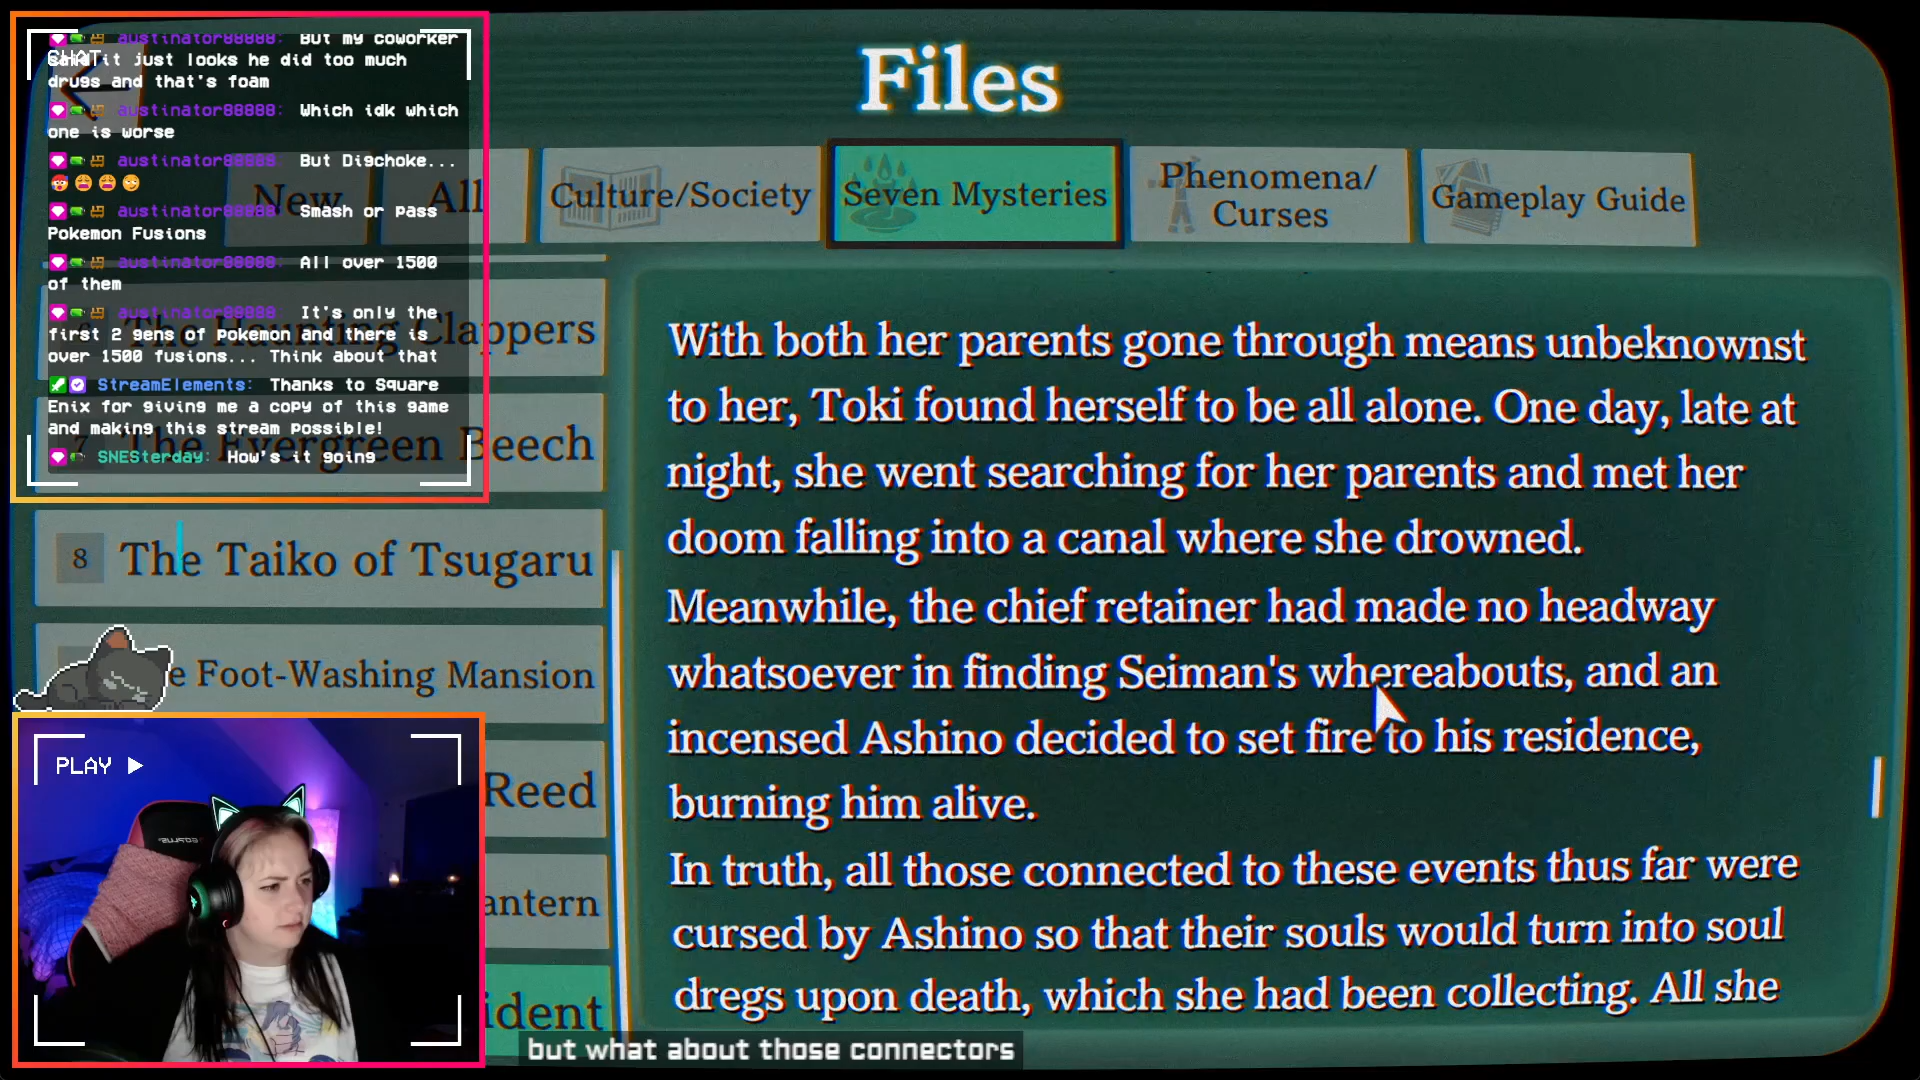 austinator88888: But my coworker
CHAT
said it just looks he did too much
drugs and that's foam
austinator88888: Which idk which
one is worse
austinator88888: But Digchoke...
austinator88888: Smash or pass
Pokemon Fusions
austinator88888: All over 1500
of them
austinator88888: It's only the
first 2 gens of pokemon and there is
over 1500 fusions... Think about that
StreamElements: Thanks to Square
Enix for giving me a copy of this game
and making this stream possible!
SNESterday: How's it going
Files
New
All
Culture/Society
Seven Mysteries
Phenomena/
Curses
Gameplay Guide
The Haunting Clappers
7 The Evergreen Beech
8 The Taiko of Tsugaru
e Foot-Washing Mansion
Reed
antern
ident
With both her parents gone through means unbeknownst
to her, Toki found herself to be all alone. One day, late at
night, she went searching for her parents and met her
doom falling into a canal where she drowned.
Meanwhile, the chief retainer had made no headway
whatsoever in finding Seiman's whereabouts, and an
incensed Ashino decided to set fire to his residence,
burning him alive.
In truth, all those connected to these events thus far were
cursed by Ashino so that their souls would turn into soul
dregs upon death, which she had been collecting. All she
PLAY
but what about those connectors